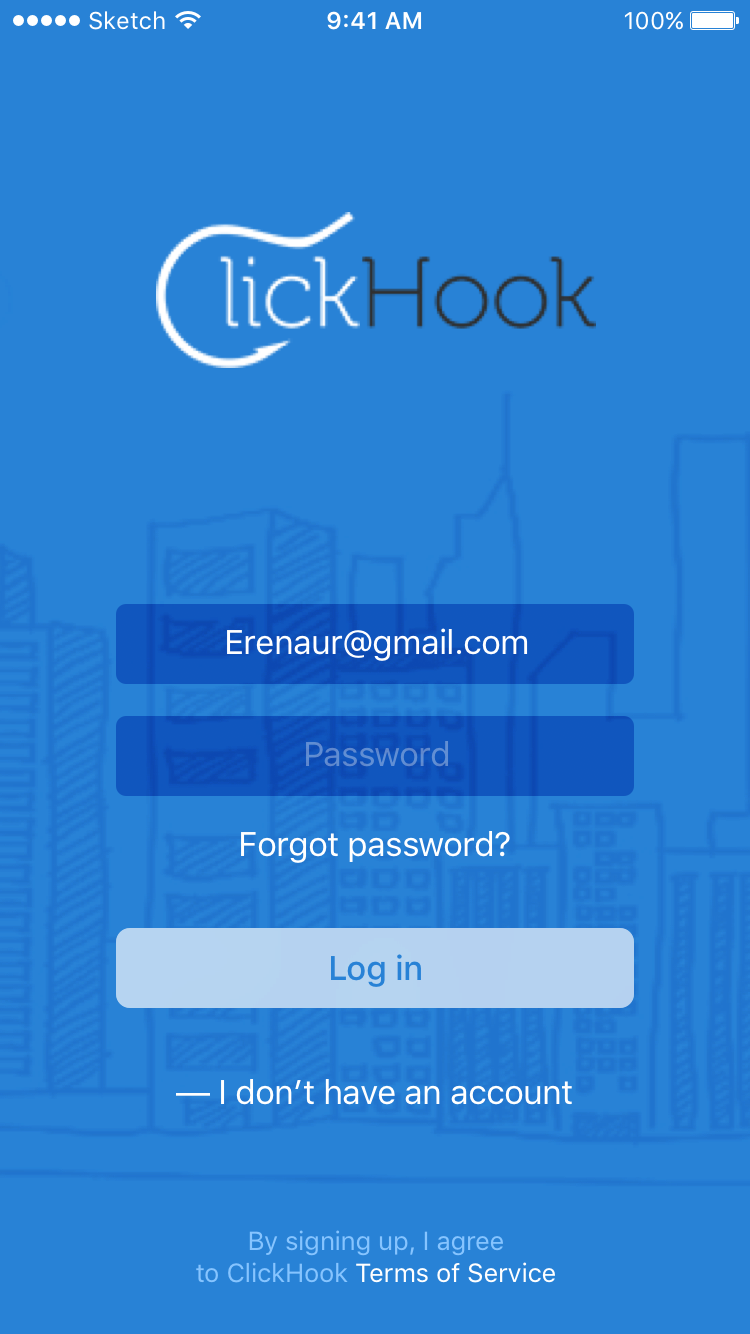 Sketch 9:41 AM 100%
ClickHook
Erenaur@gmail.com
Password
Forgot password?
Log in
— I don’t have an account
By signing up, I agree
to ClickHook Terms of Service